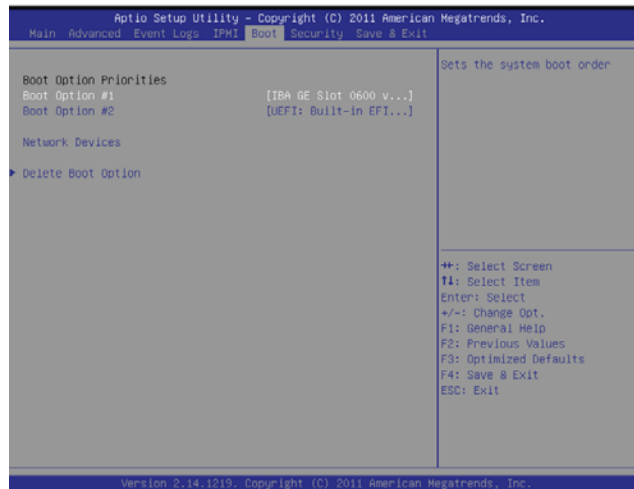 Aptio Setup Utility - Copyright (C) 2011 American Megatrends, Inc.
Main Advanced Event Logs IPMI Boot Security Save & Exit
Boot Option Priorities
Boot Option #1 [IBA GE Slot 0600 v...]
Boot Option #2 [UEFI: Built-in EFI...]
Network Devices
Delete Boot Option
Sets the system boot order
→←: Select Screen
↑↓: Select Item
Enter: Select
+/-: Change Opt.
F1: General Help
F2: Previous Values
F3: Optimized Defaults
F4: Save & Exit
ESC: Exit
Version 2.14.1219. Copyright (C) 2011 American Megatrends, Inc.